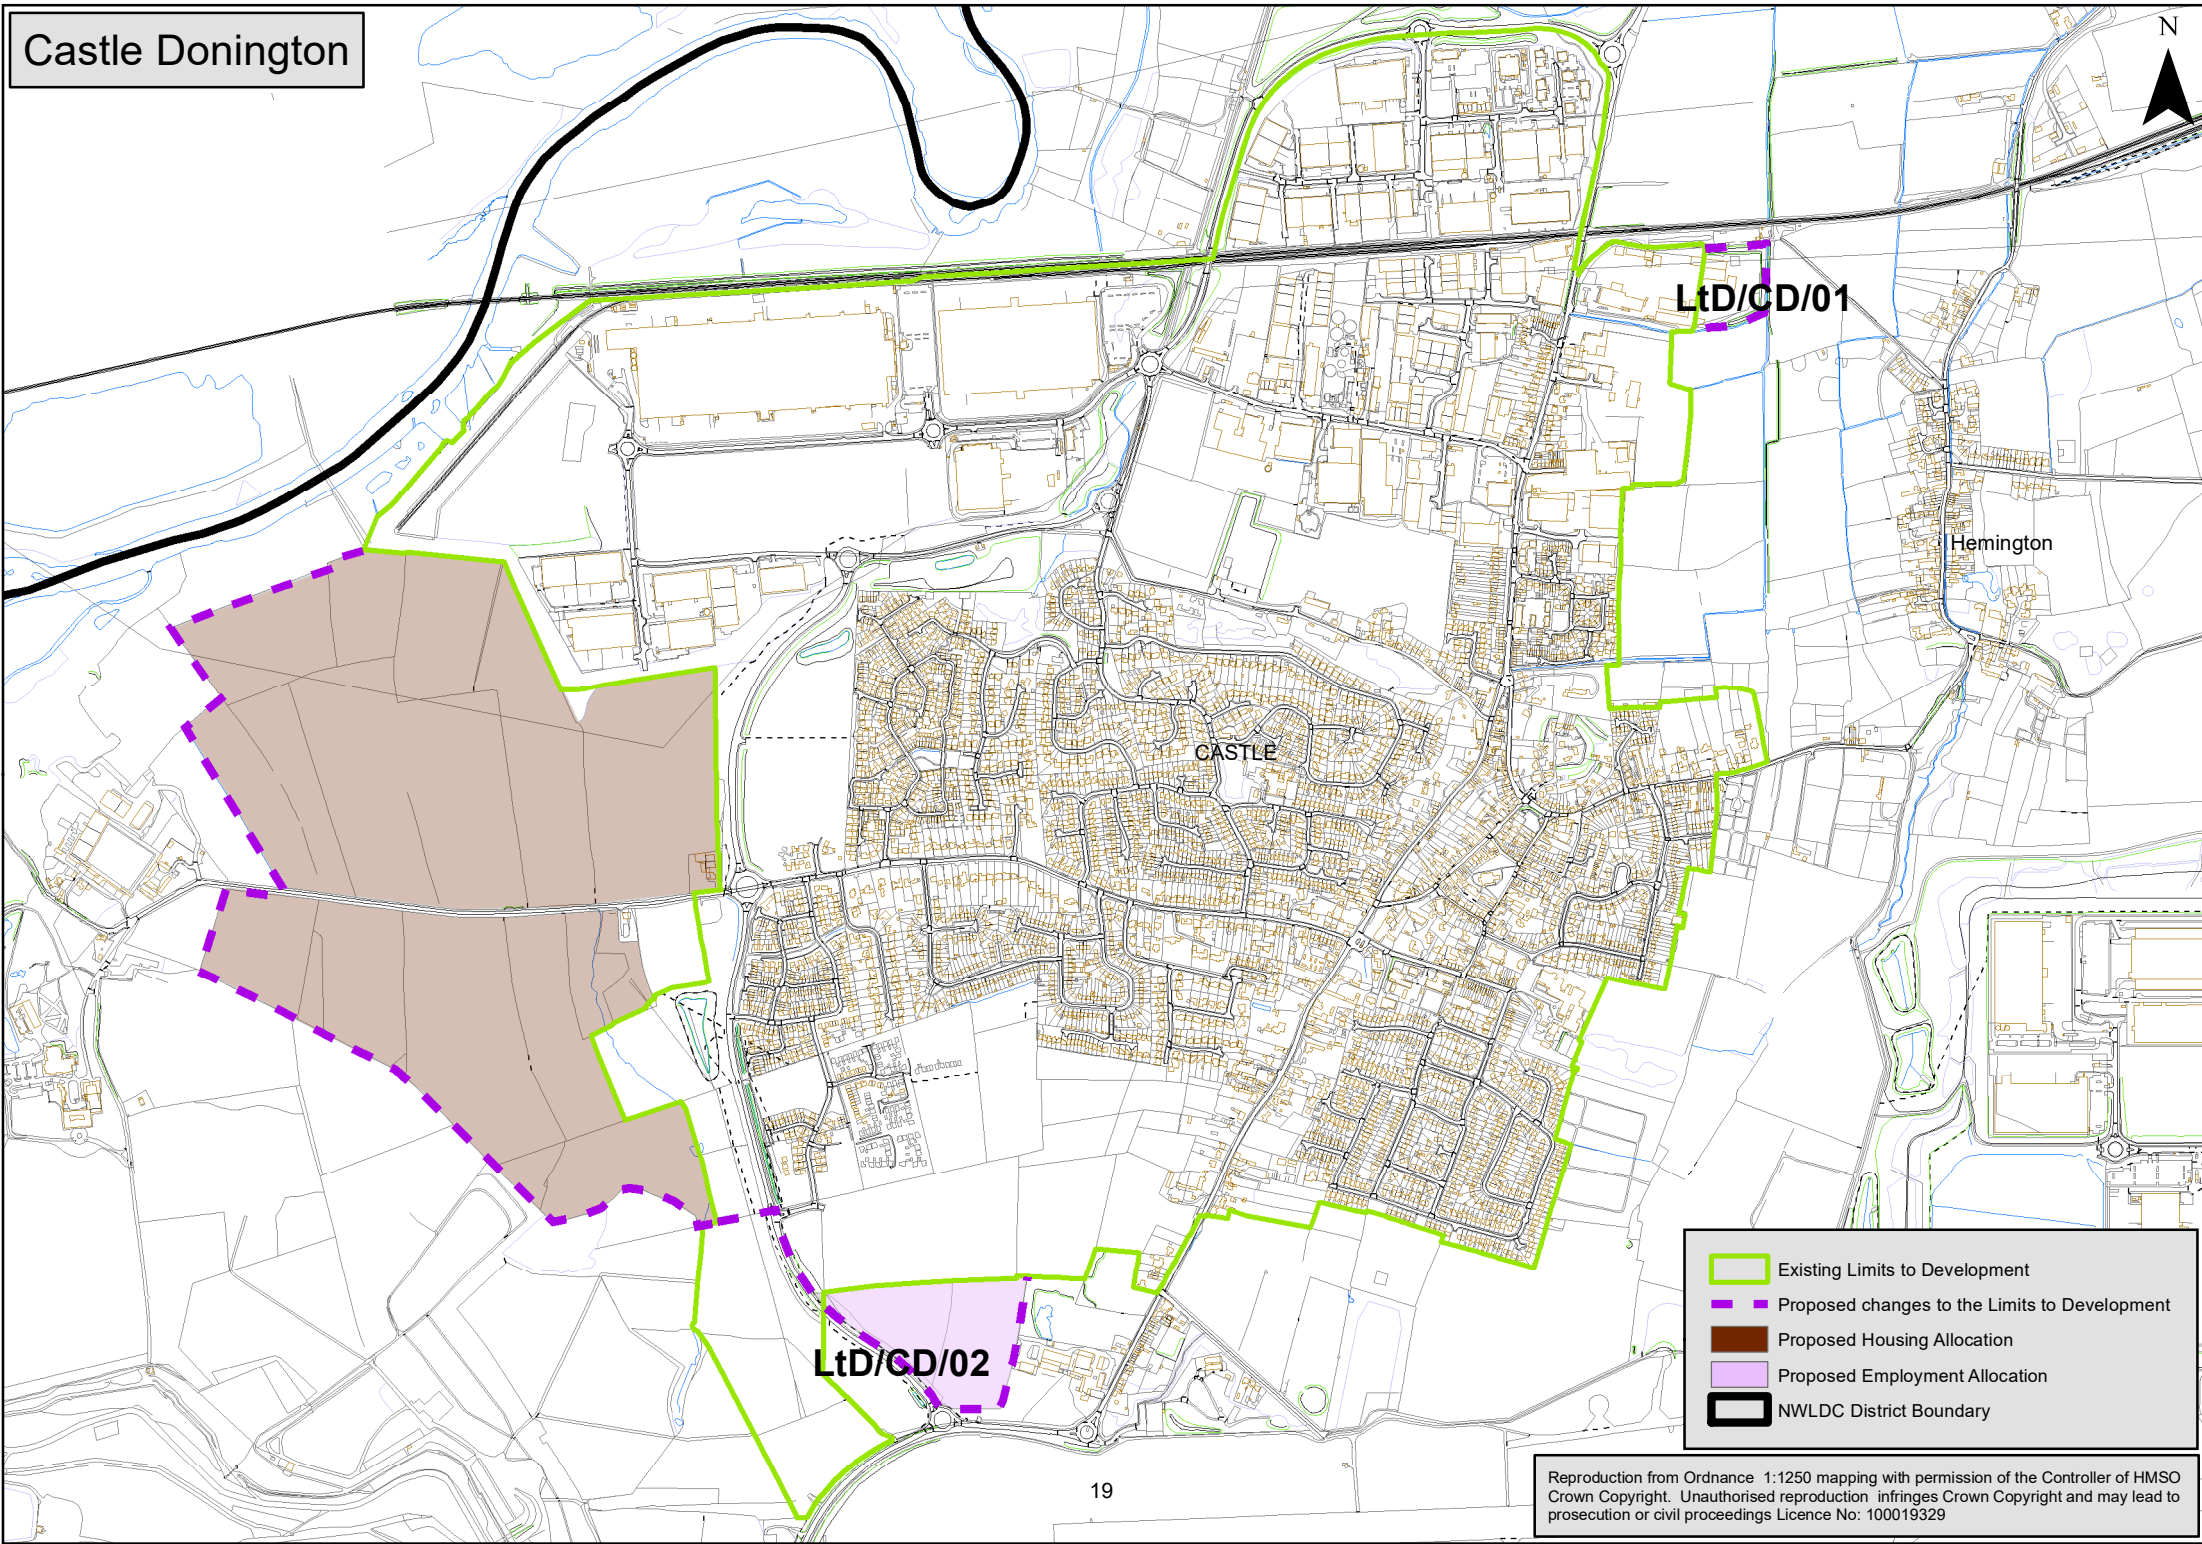 Castle Donington
N
LtD/CD/01
Hemington
CASTLE
LtD/CD/02
Existing Limits to Development
Proposed changes to the Limits to Development
Proposed Housing Allocation
Proposed Employment Allocation
NWLDC District Boundary
19
Reproduction from Ordnance 1:1250 mapping with permission of the Controller of HMSO
Crown Copyright. Unauthorised reproduction infringes Crown Copyright and may lead to
prosecution or civil proceedings Licence No: 100019329